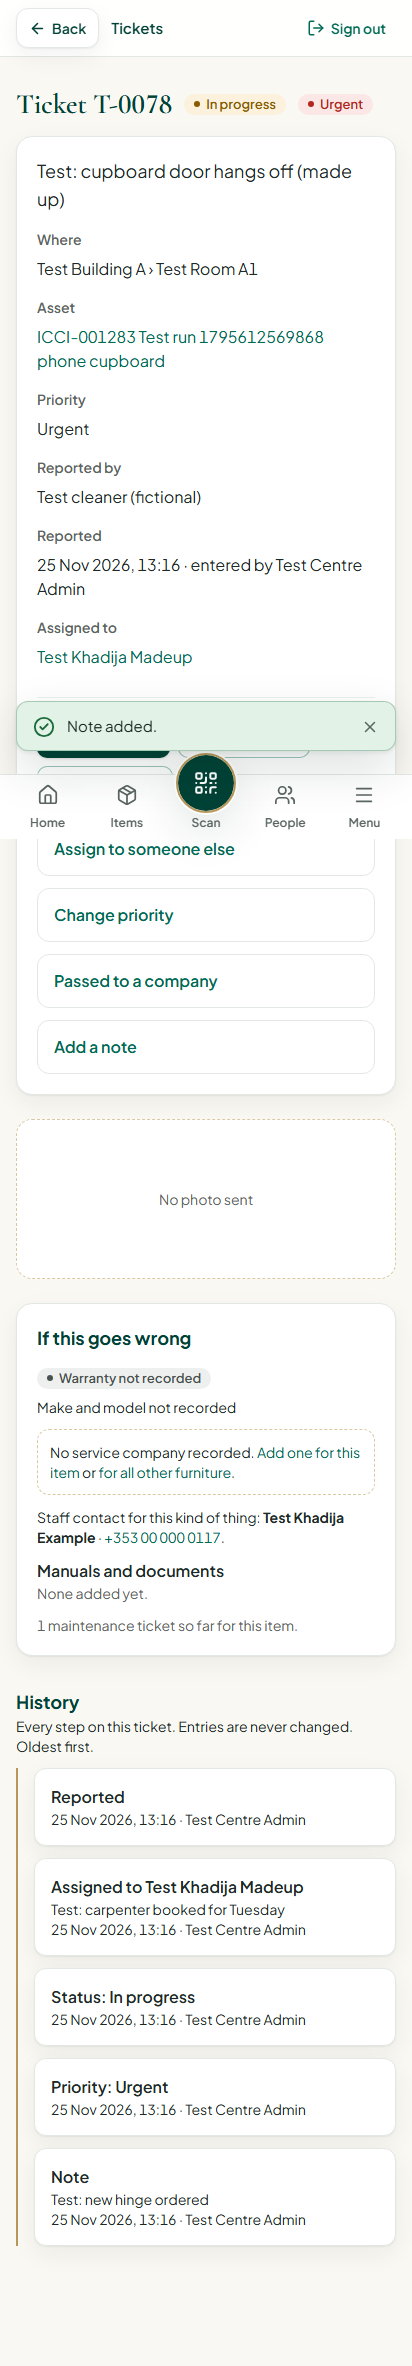 Back
Tickets
Sign out
Ticket T-0078
In progress
Urgent
Test: cupboard door hangs off (made
up)
Where
Test Building A › Test Room A1
Asset
ICCI-001283 Test run 1795612569868
phone cupboard
Priority
Urgent
Reported by
Test cleaner (fictional)
Reported
25 Nov 2026, 13:16 · entered by Test Centre
Admin
Assigned to
Test Khadija Madeup
Note added.
Home
Items
Scan
People
Menu
Assign to someone else
Change priority
Passed to a company
Add a note
No photo sent
If this goes wrong
Warranty not recorded
Make and model not recorded
No service company recorded. Add one for this
item or for all other furniture.
Staff contact for this kind of thing: Test Khadija
Example · +353 00 000 0117.
Manuals and documents
None added yet.
1 maintenance ticket so far for this item.
History
Every step on this ticket. Entries are never changed.
Oldest first.
Reported
25 Nov 2026, 13:16 · Test Centre Admin
Assigned to Test Khadija Madeup
Test: carpenter booked for Tuesday
25 Nov 2026, 13:16 · Test Centre Admin
Status: In progress
25 Nov 2026, 13:16 · Test Centre Admin
Priority: Urgent
25 Nov 2026, 13:16 · Test Centre Admin
Note
Test: new hinge ordered
25 Nov 2026, 13:16 · Test Centre Admin